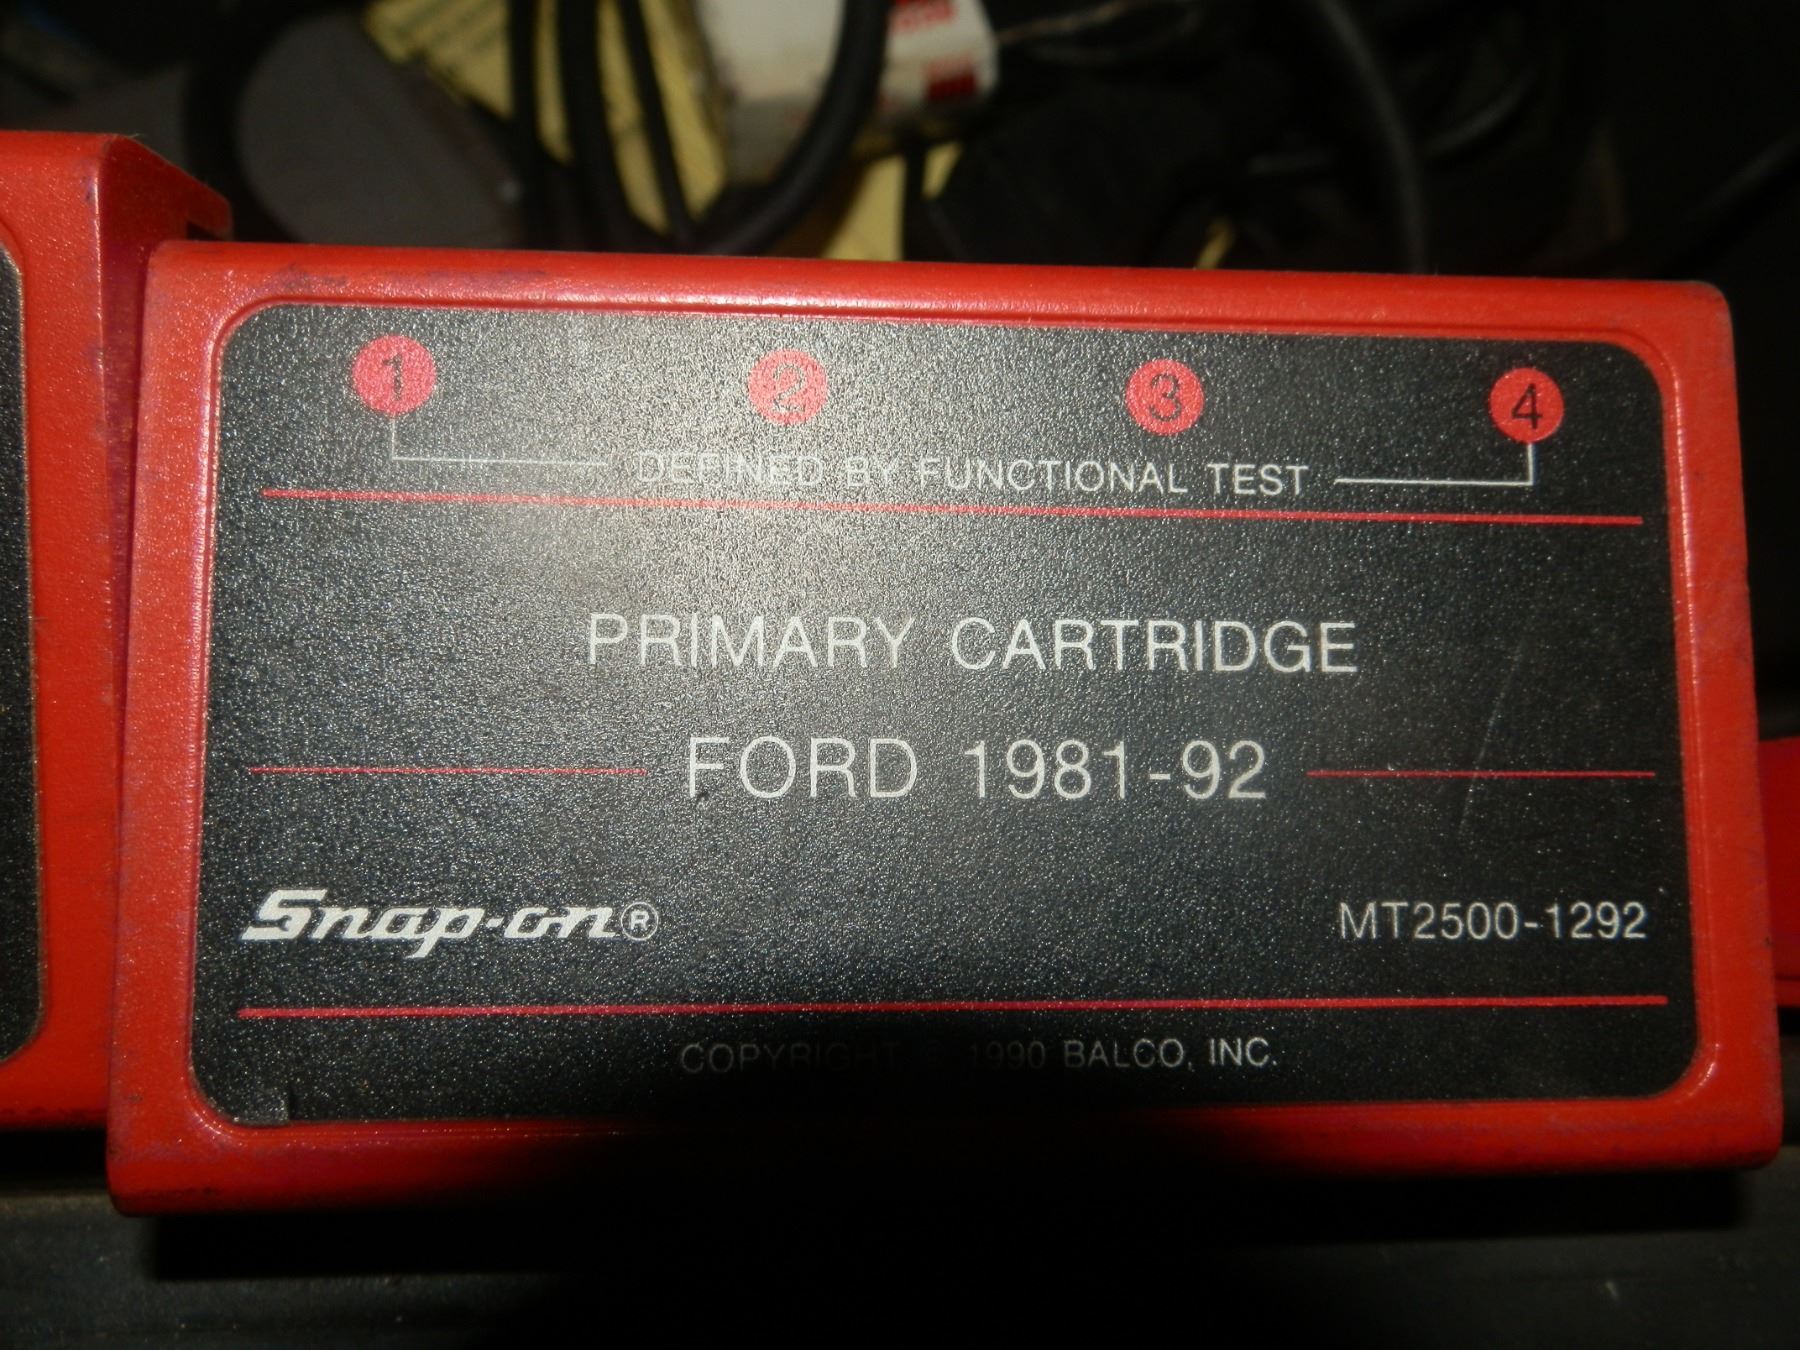 1 2 3 4
DEFINED BY FUNCTIONAL TEST
PRIMARY CARTRIDGE
FORD 1981-92
Snap-on®
MT2500-1292
COPYRIGHT © 1990 BALCO, INC.